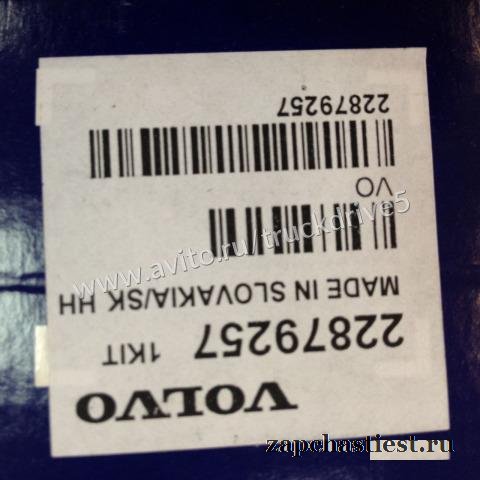 VOLVO
22879257 1KIT
MADE IN SLOVAKIA/SK HH
VO
22879257
www.avito.ru/truckdrive5
zapchastiest.ru